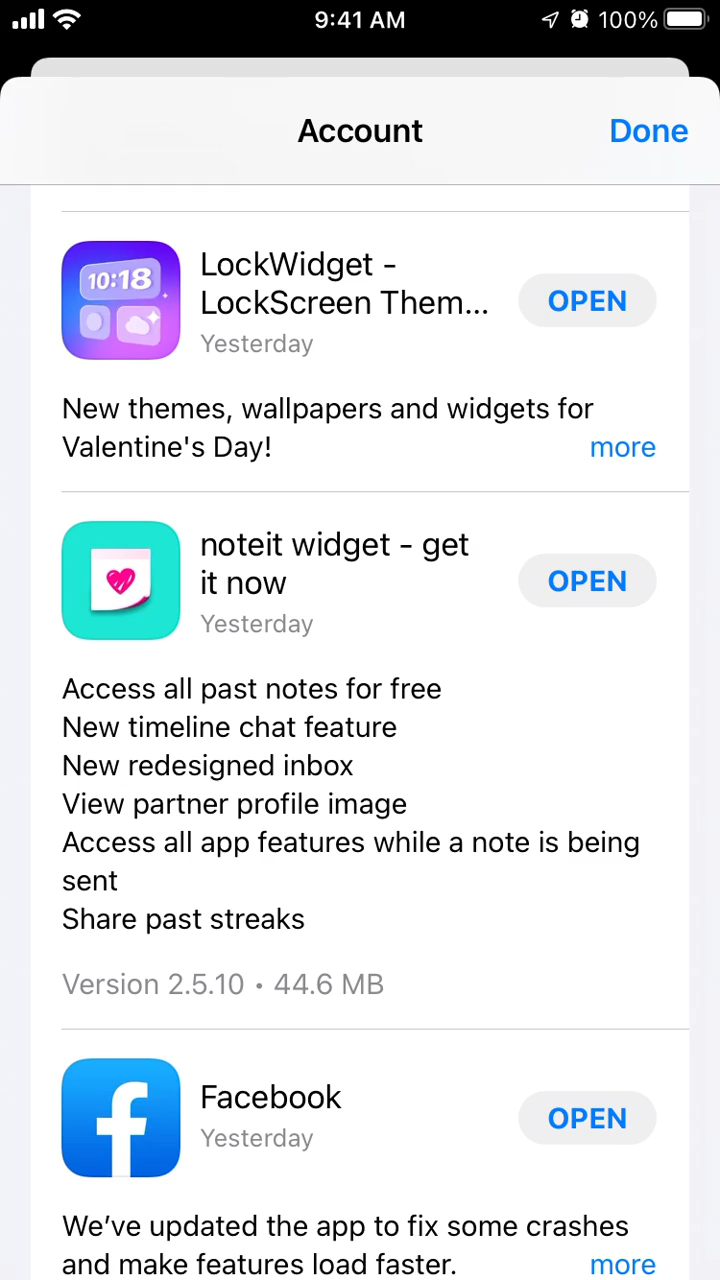 9:41 AM 100%
Account Done
10:18
LockWidget -
LockScreen Them...
Yesterday
OPEN
New themes, wallpapers and widgets for
Valentine's Day! more
noteit widget - get
it now
Yesterday
OPEN
Access all past notes for free
New timeline chat feature
New redesigned inbox
View partner profile image
Access all app features while a note is being
sent
Share past streaks
Version 2.5.10 • 44.6 MB
f
Facebook
Yesterday
OPEN
We’ve updated the app to fix some crashes
and make features load faster. more